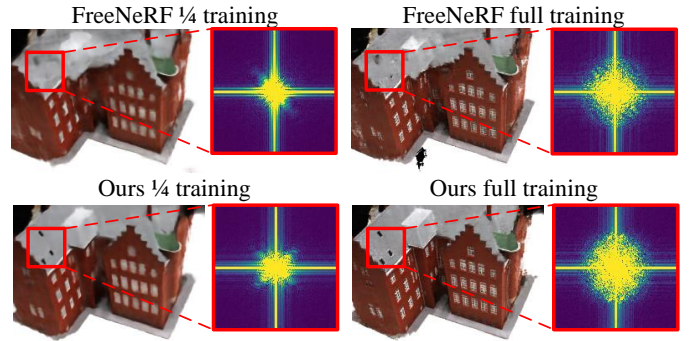 FreeNeRF ¼ training
FreeNeRF full training
Ours ¼ training
Ours full training